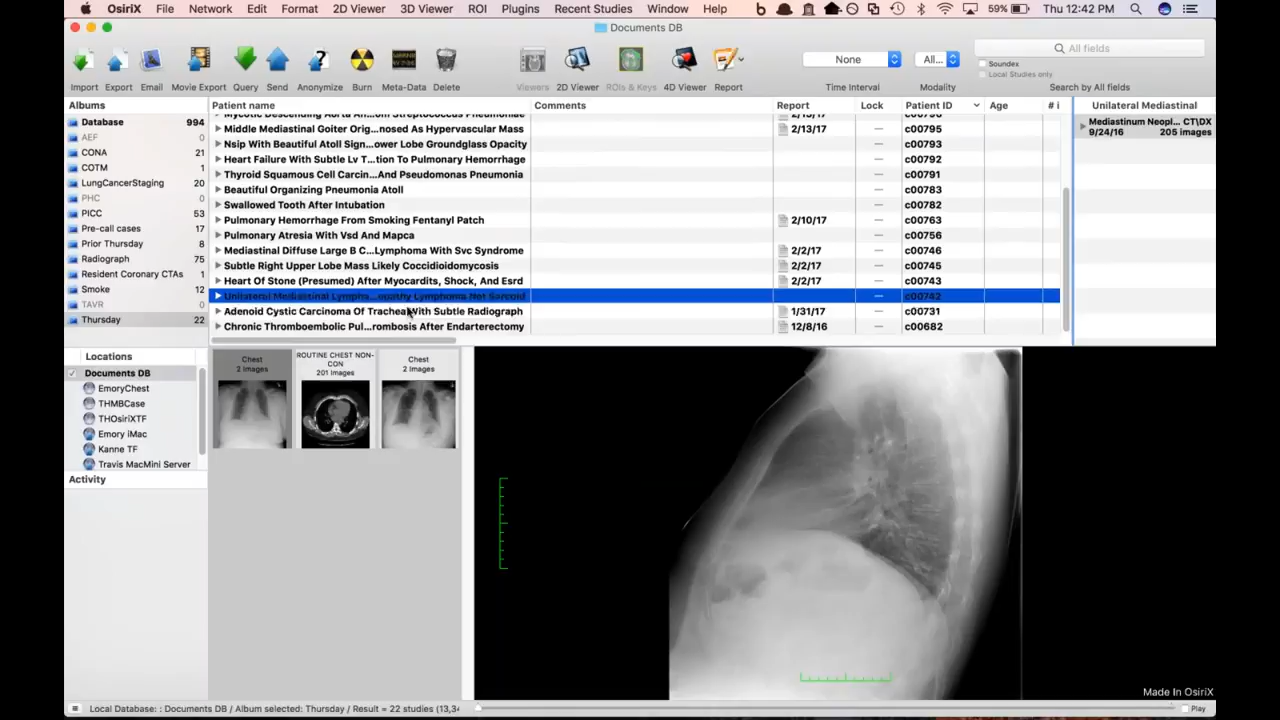 OsiriX File Network Edit Format 2D Viewer 3D Viewer ROI Plugins Recent Studies Window Help 59% Thu 12:42 PM
Documents DB
None All... All fields
Soundex
Local Studies only
Import Export Email Movie Export Query Send Anonymize Burn Meta-Data Delete Viewers 2D Viewer ROIs & Keys 4D Viewer Report Time Interval Modality Search by All fields
Albums
Database 994
AEF 0
CONA 21
COTM 1
LungCancerStaging 20
PHC 0
PICC 53
Pre-call cases 17
Prior Thursday 8
Radiograph 75
Resident Coronary CTAs 1
Smoke 12
TAVR 0
Thursday 22
Patient name Comments Report Lock Patient ID Age # i
Middle Mediastinal Goiter Orig...nosed As Hypervascular Mass 2/13/17 — c00795
Nsip With Beautiful Atoll Sign...ower Lobe Groundglass Opacity — c00793
Heart Failure With Subtle Lv T...tion To Pulmonary Hemorrhage — c00792
Thyroid Squamous Cell Carcin...And Pseudomonas Pneumonia — c00791
Beautiful Organizing Pneumonia Atoll — c00783
Swallowed Tooth After Intubation — c00782
Pulmonary Hemorrhage From Smoking Fentanyl Patch 2/10/17 — c00763
Pulmonary Atresia With Vsd And Mapca — c00756
Mediastinal Diffuse Large B C...Lymphoma With Svc Syndrome 2/2/17 — c00746
Subtle Right Upper Lobe Mass Likely Coccidioidomycosis 2/2/17 — c00745
Heart Of Stone (Presumed) After Myocardits, Shock, And Esrd 2/2/17 — c00743
Unilateral Mediastinal Lympha...opathy Lymphoma Not Sarcoid — c00742
Adenoid Cystic Carcinoma Of Trachea With Subtle Radiograph 1/31/17 — c00731
Chronic Thromboembolic Pul...rombosis After Endarterectomy 12/8/16 — c00682
Unilateral Mediastinal
Mediastinum Neopl... CT\DX
9/24/16 205 images
Locations
Documents DB
EmoryChest
THMBCase
THOsiriXTF
Emory iMac
Kanne TF
Travis MacMini Server
Activity
Chest
2 Images
ROUTINE CHEST NON-
CON
201 Images
Chest
2 Images
Made In OsiriX
Local Database: : Documents DB / Album selected: Thursday / Result = 22 studies (13,34
Play